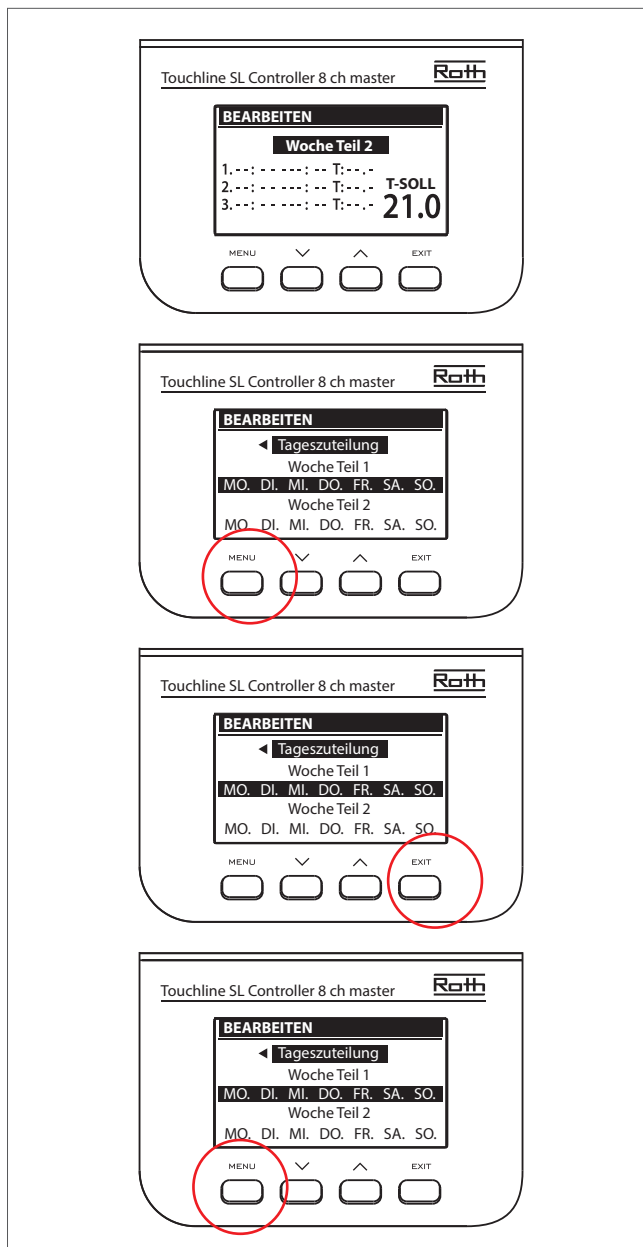 Touchline SL Controller 8 ch master Roth
BEARBEITEN
Woche Teil 2
1.--:- - ---:-- T:--.-
2.--:- - ---:-- T:--.- T-SOLL
3.--:- - ---:-- T:--.- 21.0
MENU EXIT
Touchline SL Controller 8 ch master Roth
BEARBEITEN
Tageszuteilung
Woche Teil 1
MO. DI. MI. DO. FR. SA. SO.
Woche Teil 2
MO. DI. MI. DO. FR. SA. SO.
MENU EXIT
Touchline SL Controller 8 ch master Roth
BEARBEITEN
Tageszuteilung
Woche Teil 1
MO. DI. MI. DO. FR. SA. SO.
Woche Teil 2
MO. DI. MI. DO. FR. SA. SO.
MENU EXIT
Touchline SL Controller 8 ch master Roth
BEARBEITEN
Tageszuteilung
Woche Teil 1
MO. DI. MI. DO. FR. SA. SO.
Woche Teil 2
MO. DI. MI. DO. FR. SA. SO.
MENU EXIT